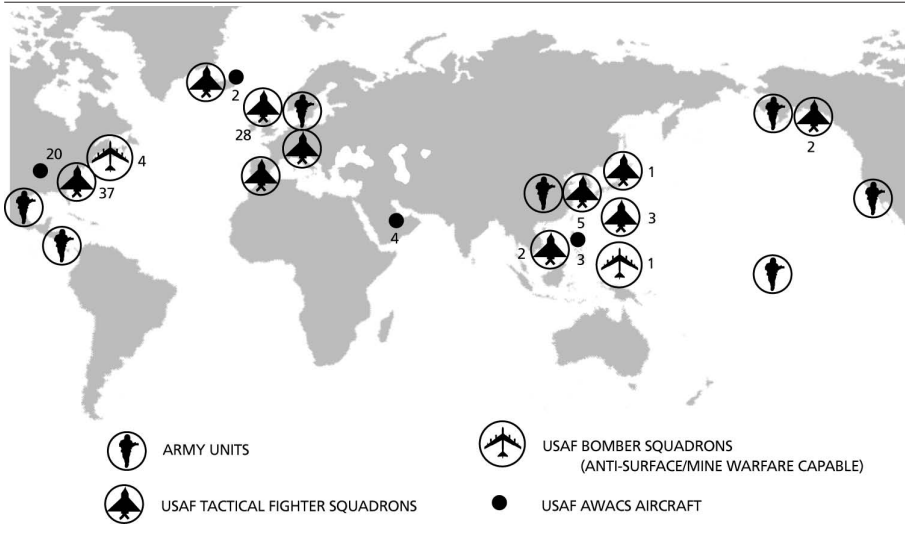 2
28
20
4
37
1
5
3
4
2
3
1
2
ARMY UNITS
USAF TACTICAL FIGHTER SQUADRONS
USAF BOMBER SQUADRONS
(ANTI-SURFACE/MINE WARFARE CAPABLE)
USAF AWACS AIRCRAFT